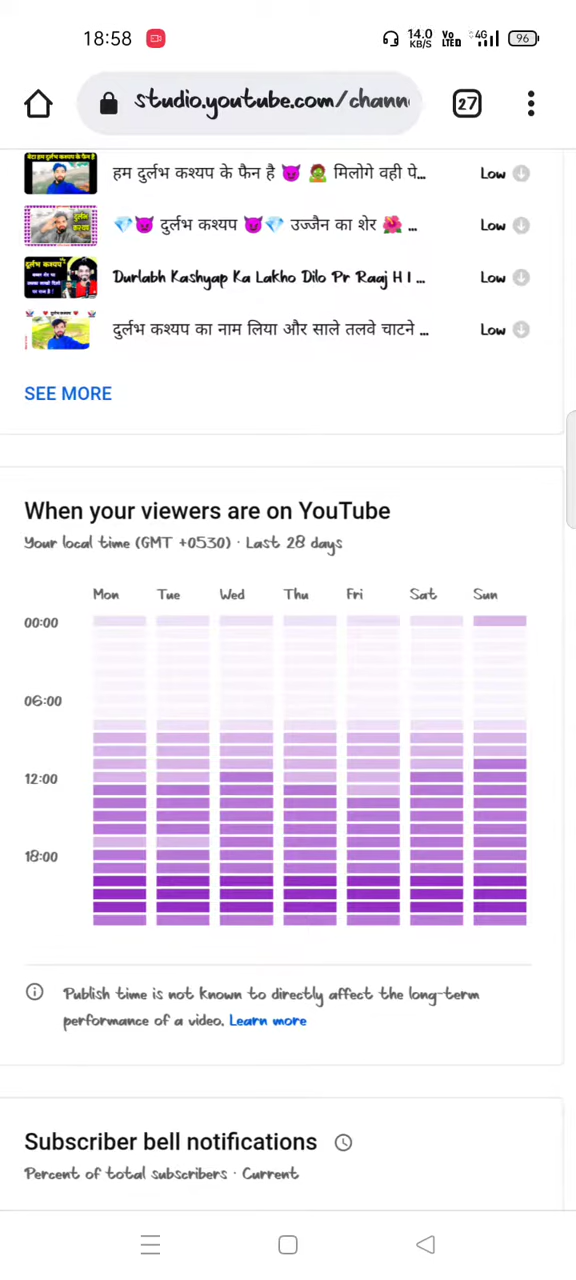 18:58
14.0 KB/S Vo LTED 4G 96
studio.youtube.com/chann
27
हम दुर्लभ कश्यप के फैन है 😈 🧟 मिलोगे वही पे... Low
💎😈 दुर्लभ कश्यप 😈💎 उज्जैन का शेर 🌺 ... Low
Durlabh Kashyap Ka Lakho Dilo Pr Raaj H I ... Low
दुर्लभ कश्यप का नाम लिया और साले तलवे चाटने ... Low
SEE MORE
When your viewers are on YouTube
Your local time (GMT +0530) · Last 28 days
Mon Tue Wed Thu Fri Sat Sun
00:00
06:00
12:00
18:00
Publish time is not known to directly affect the long-term
performance of a video. Learn more
Subscriber bell notifications
Percent of total subscribers · Current